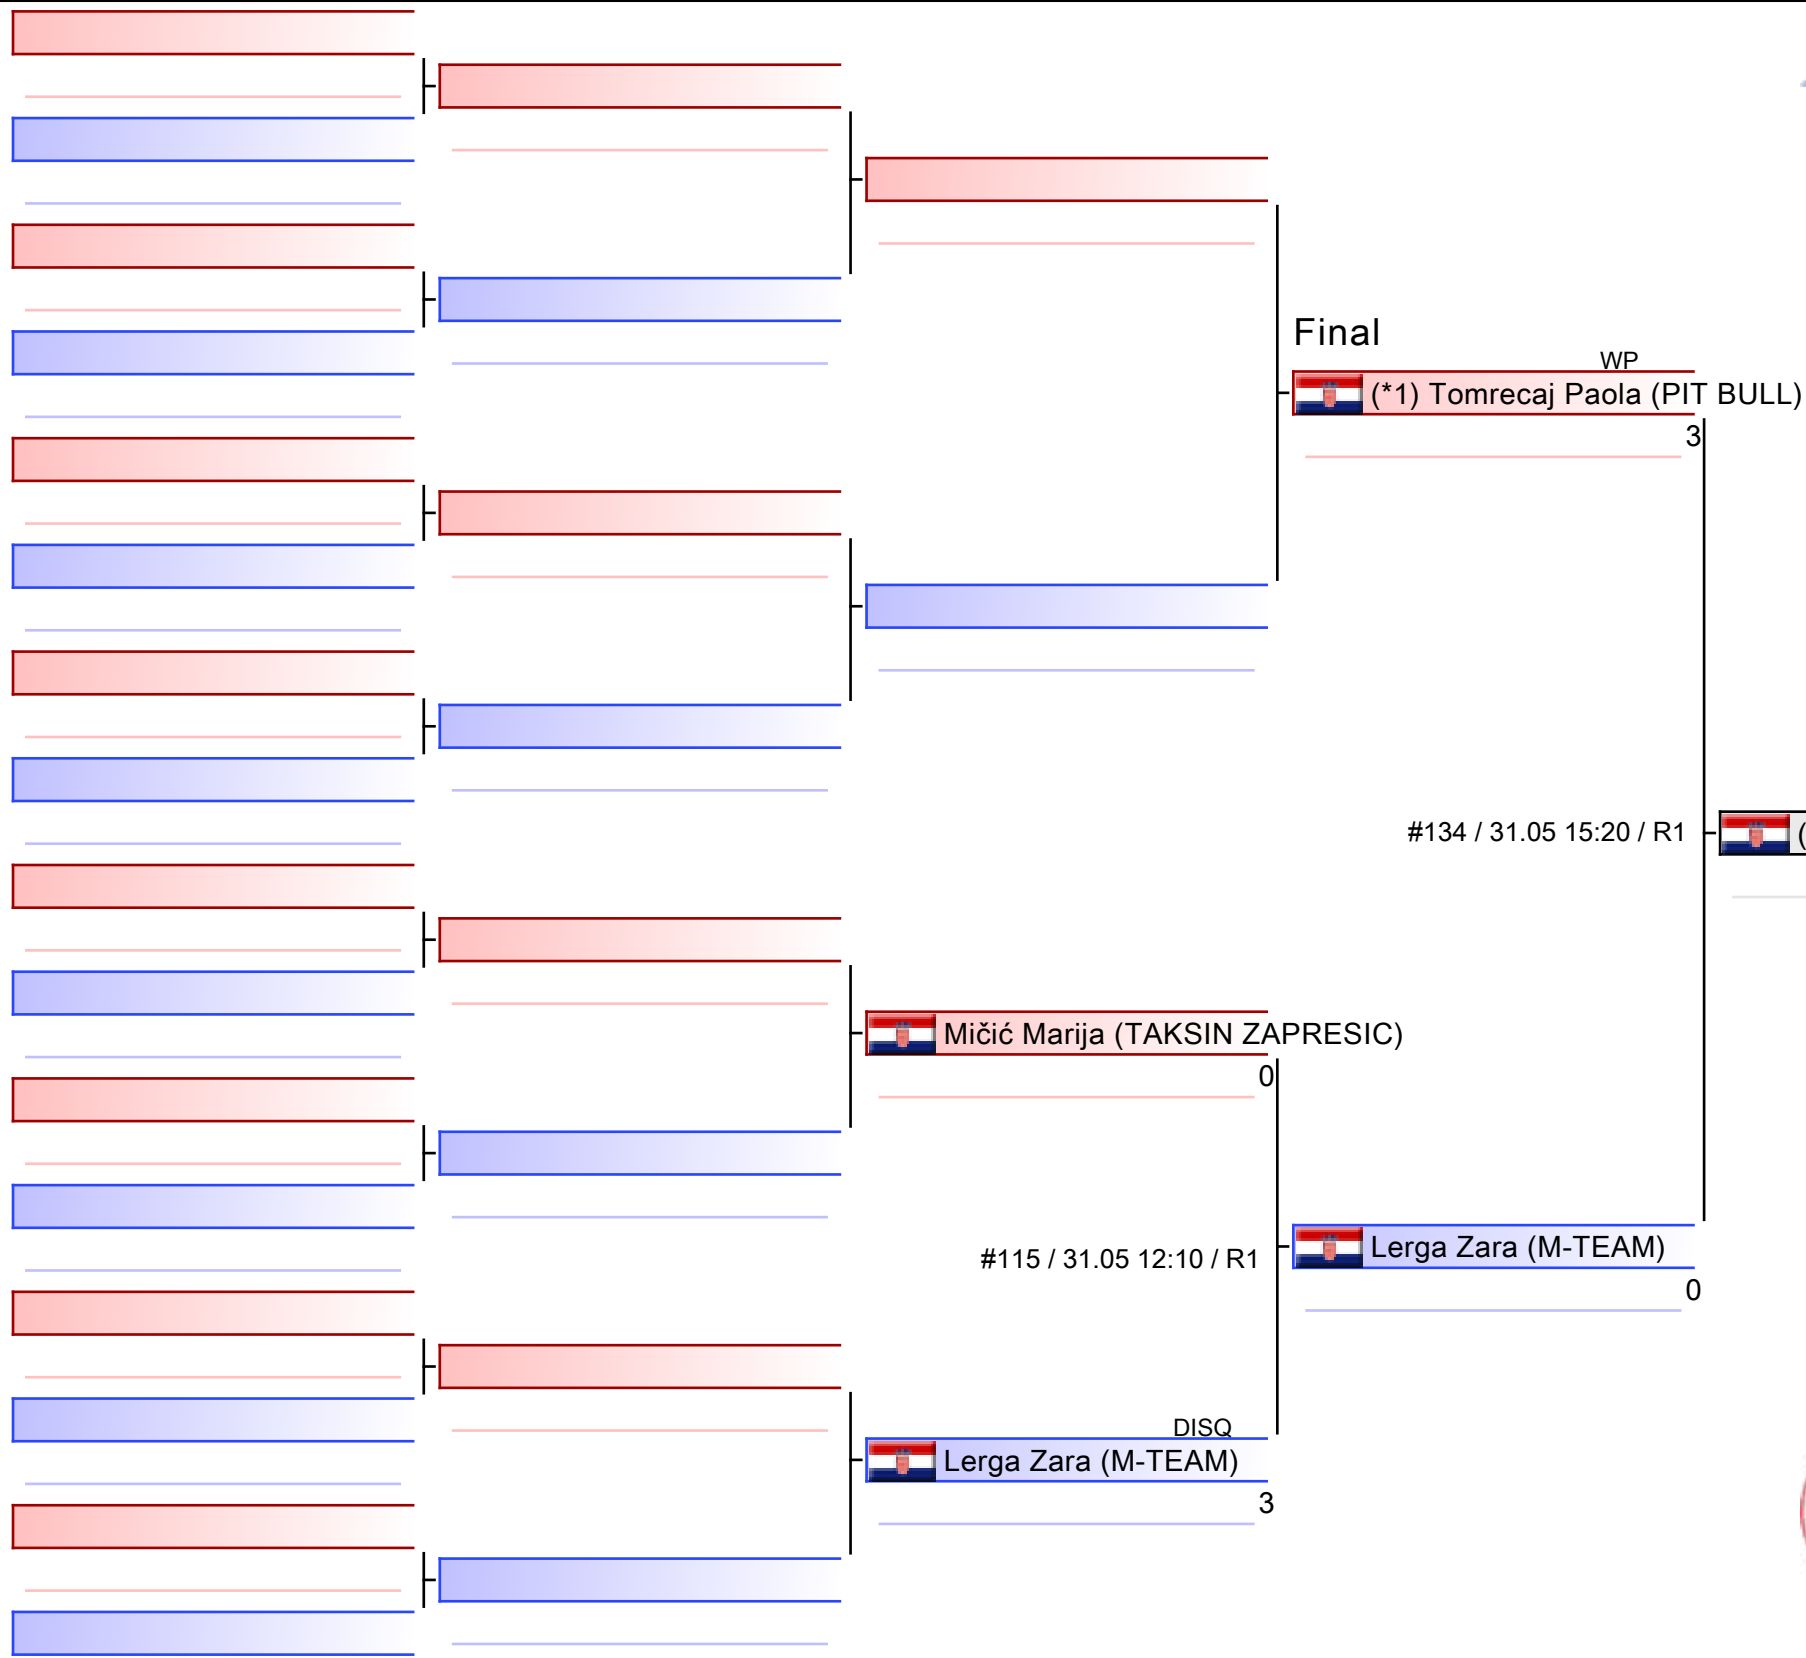 Final
WP
(*1) Tomrecaj Paola (PIT BULL)
3
#134 / 31.05 15:20 / R1
(
Mičić Marija (TAKSIN ZAPRESIC)
0
#115 / 31.05 12:10 / R1
Lerga Zara (M-TEAM)
0
DISQ
Lerga Zara (M-TEAM)
3